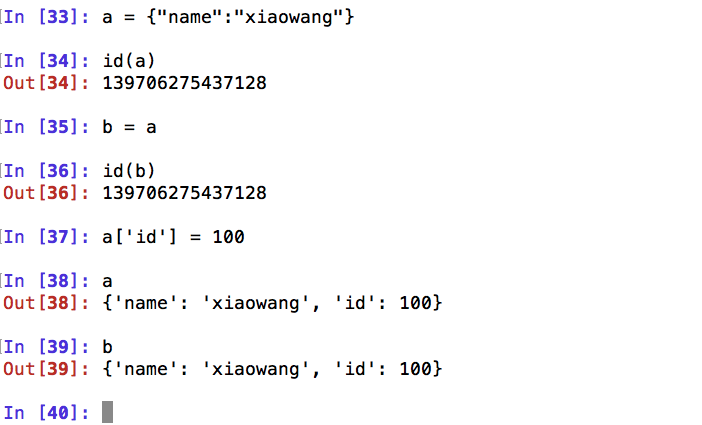 In [33]: a = {"name":"xiaowang"}
In [34]: id(a)
Out[34]: 139706275437128
In [35]: b = a
In [36]: id(b)
Out[36]: 139706275437128
In [37]: a['id'] = 100
In [38]: a
Out[38]: {'name': 'xiaowang', 'id': 100}
In [39]: b
Out[39]: {'name': 'xiaowang', 'id': 100}
In [40]: